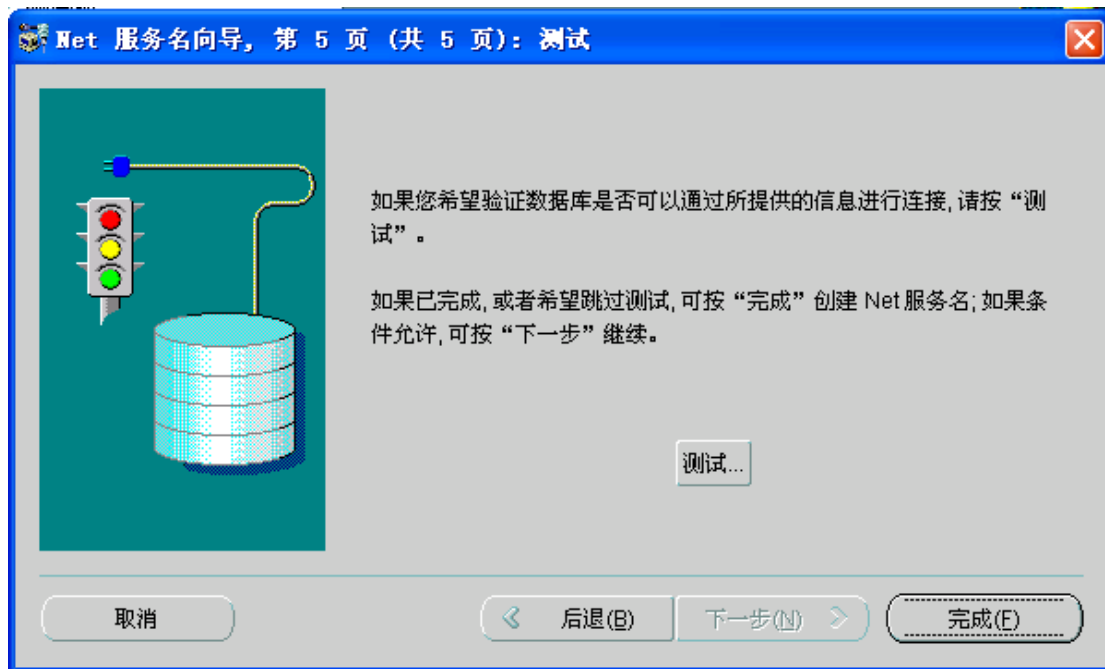 Net 服务名向导, 第 5 页 (共 5 页): 测试
如果您希望验证数据库是否可以通过所提供的信息进行连接, 请按“测
试”。
如果已完成, 或者希望跳过测试, 可按“完成”创建 Net 服务名; 如果条
件允许, 可按“下一步”继续。
测试...
取消
后退(B)
下一步(N)
完成(F)